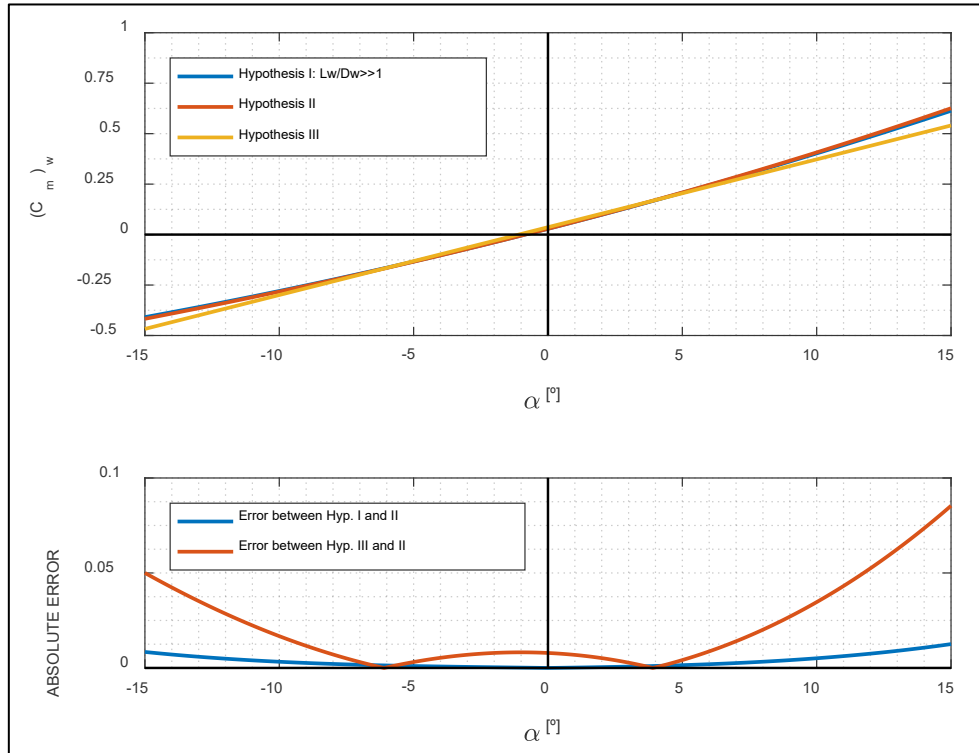 1
0.75
0.5
0.25
0
-0.25
-0.5
(C m ) w
Hypothesis I: Lw/Dw>>1
Hypothesis II
Hypothesis III
-15 -10 -5 0 5 10 15
α [º]
0.1
0.05
0
ABSOLUTE ERROR
Error between Hyp. I and II
Error between Hyp. III and II
-15 -10 -5 0 5 10 15
α [º]